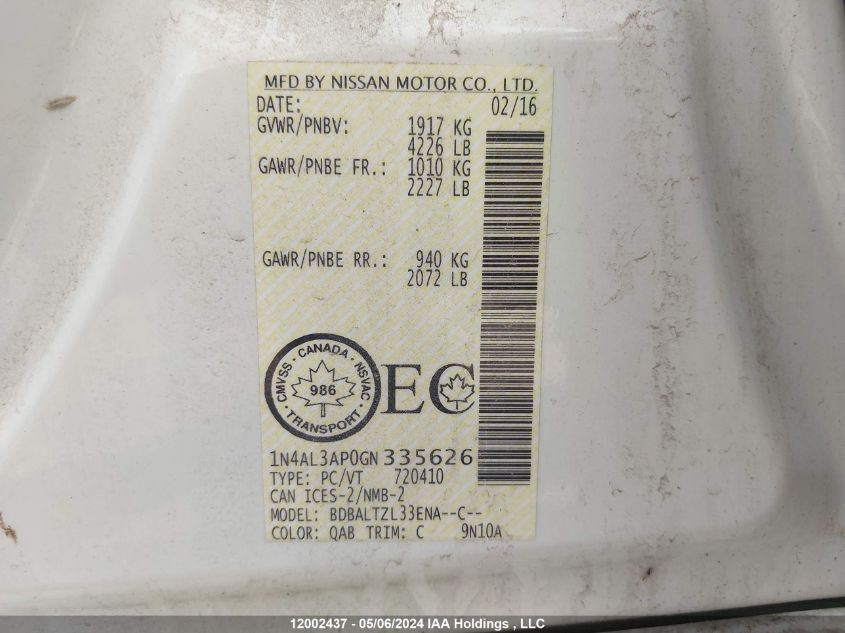 MFD BY NISSAN MOTOR CO., LTD.
DATE: 02/16
GVWR/PNBV: 1917 KG
4226 LB
GAWR/PNBE FR.: 1010 KG
2227 LB
GAWR/PNBE RR.: 940 KG
2072 LB
CANADA · NSVAC · TRANSPORT · CMVSS ·
986
EC
1N4AL3AP0GN335626
TYPE: PC/VT 720410
CAN ICES-2/NMB-2
MODEL: BDBALTZL33ENA--C--
COLOR: QAB TRIM: C 9N10A
12002437 - 05/06/2024 IAA Holdings , LLC